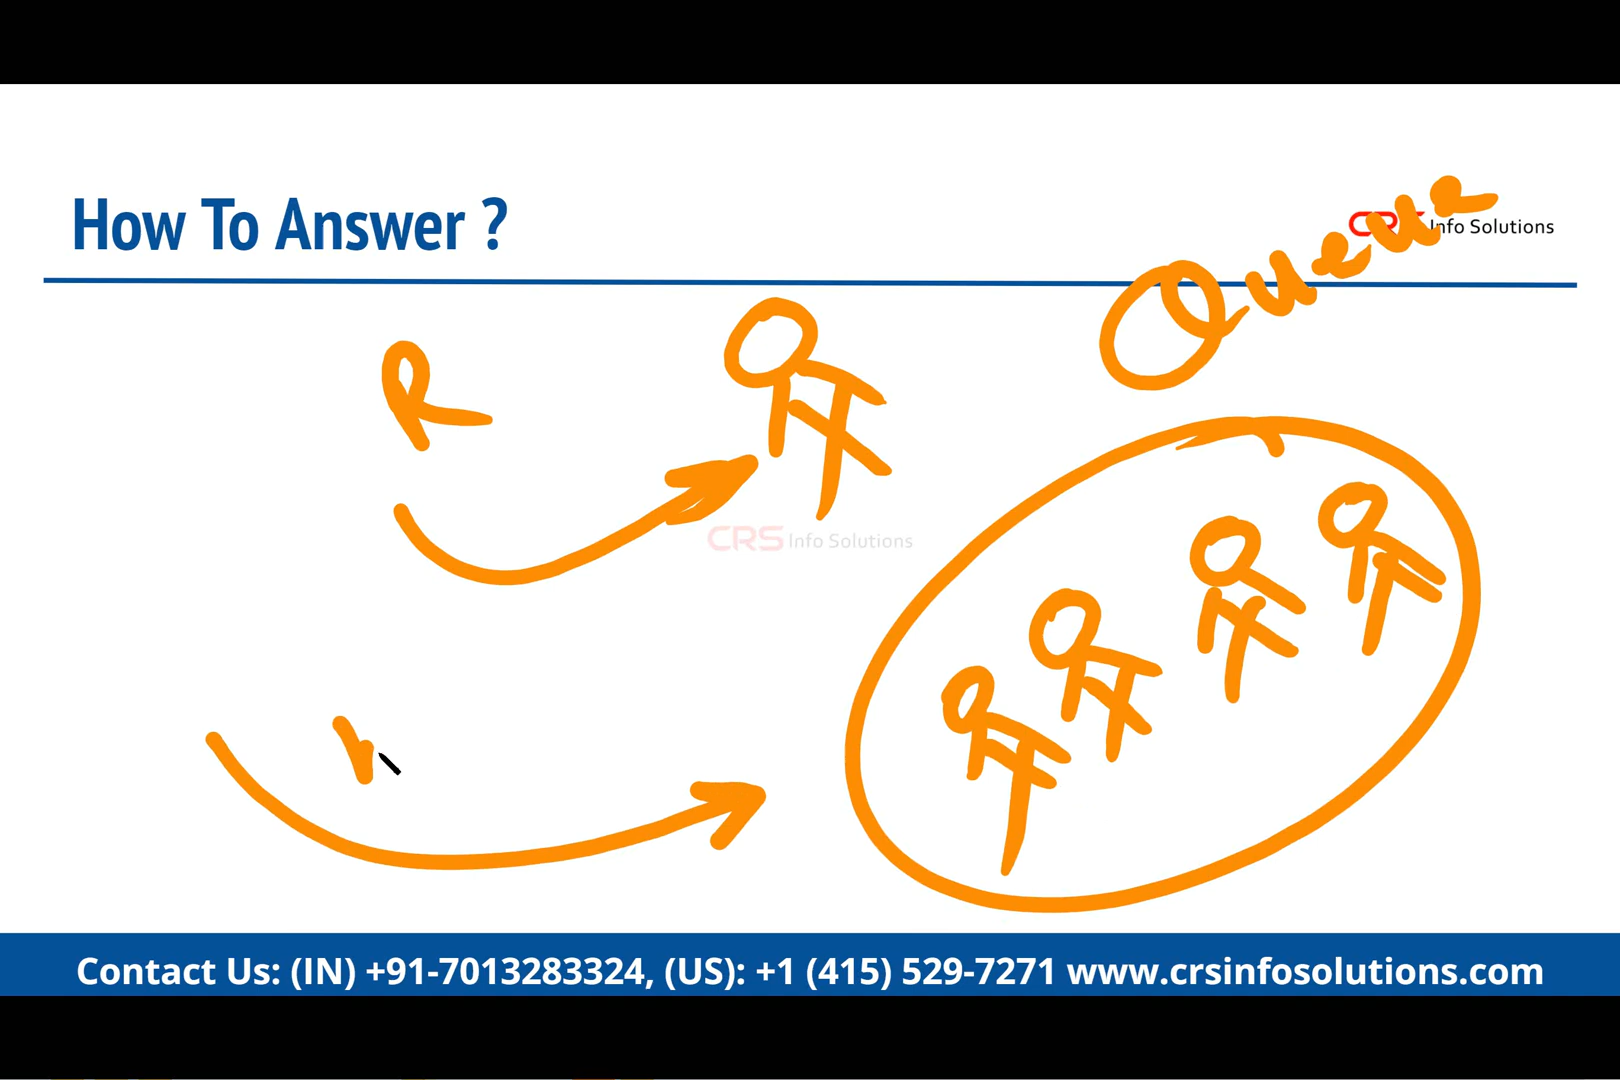 How To Answer ?
CRS Info Solutions
Queue
R
CRS Info Solutions
Contact Us: (IN) +91-7013283324, (US): +1 (415) 529-7271 www.crsinfosolutions.com